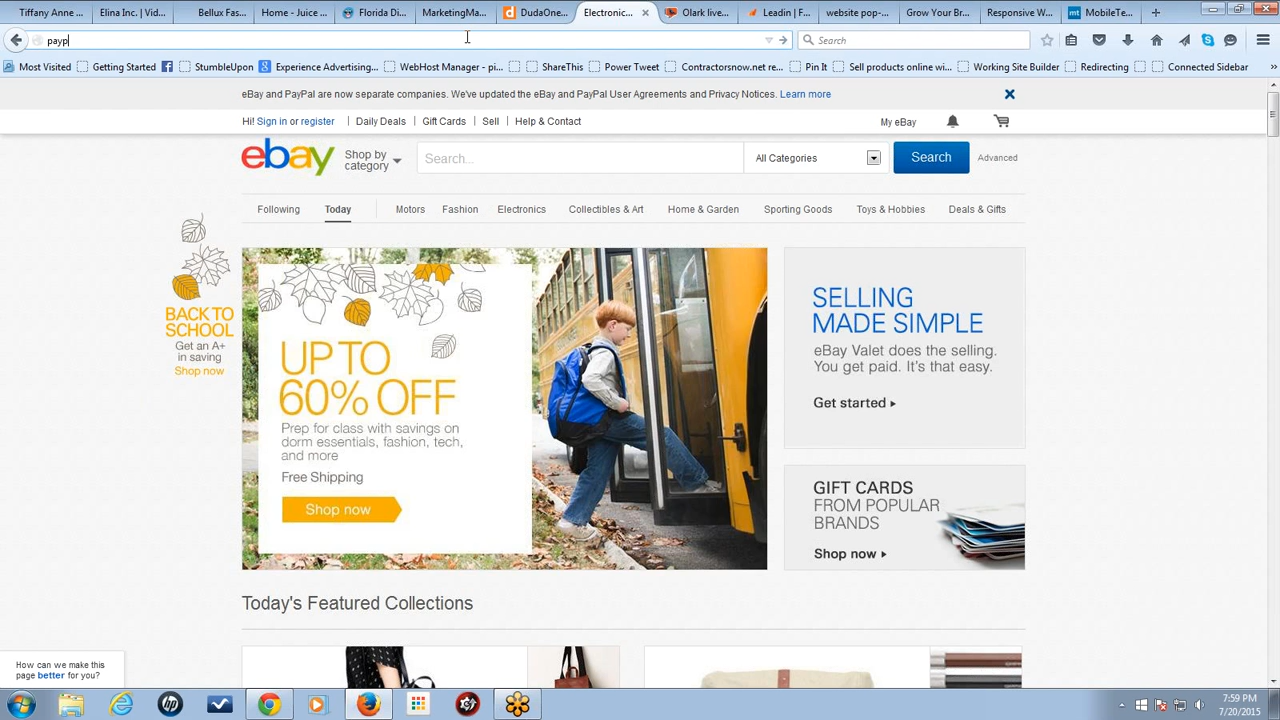 Tiffany Anne ...
Elina Inc. | Vid...
Bellux Fas...
Home - Juice ...
Florida Di...
MarketingMa...
DudaOne...
Electronic...
Olark live...
Leadin | F...
website pop-...
Grow Your Br...
Responsive W...
MobileTe...
payp
Search
Most Visited
Getting Started
StumbleUpon
Experience Advertising...
WebHost Manager - pi...
ShareThis
Power Tweet
Contractorsnow.net re...
Pin It
Sell products online wi...
Working Site Builder
Redirecting
Connected Sidebar
eBay and PayPal are now separate companies. We've updated the eBay and PayPal User Agreements and Privacy Notices. Learn more
Hi! Sign in or register
Daily Deals
Gift Cards
Sell
Help & Contact
My eBay
ebay
Shop by
category
Search...
All Categories
Search
Advanced
Following
Today
Motors
Fashion
Electronics
Collectibles & Art
Home & Garden
Sporting Goods
Toys & Hobbies
Deals & Gifts
BACK TO
SCHOOL
Get an A+
in saving
Shop now
UP TO
60% OFF
Prep for class with savings on
dorm essentials, fashion, tech,
and more
Free Shipping
Shop now
SELLING
MADE SIMPLE
eBay Valet does the selling.
You get paid. It's that easy.
Get started
GIFT CARDS
FROM POPULAR
BRANDS
Shop now
Today's Featured Collections
How can we make this
page better for you?
7:59 PM
7/20/2015